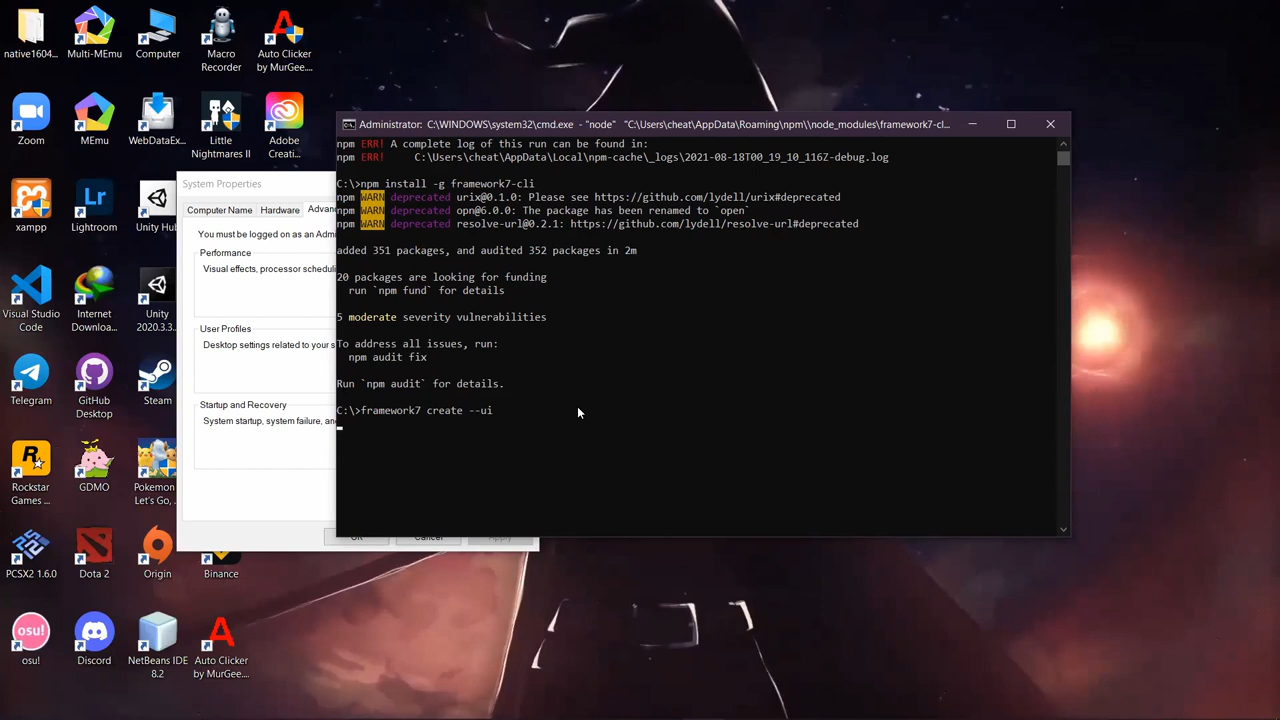 native1604...
Multi-MEmu
Computer
Macro
Recorder
Auto Clicker
by MurGee....
Zoom
MEmu
WebDataEx...
Little
Nightmares II
Adobe
Creati...
xampp
Lightroom
Unity Hub
Visual Studio
Code
Internet
Downloa...
Unity
2020.3.3...
Telegram
GitHub
Desktop
Steam
Rockstar
Games ...
GDMO
Pokemon
Let's Go,
PCSX2 1.6.0
Dota 2
Origin
Binance
osu!
osu!
Discord
NetBeans IDE
8.2
Auto Clicker
by MurGee....
System Properties
Computer Name
Hardware
Advan
You must be logged on as an Admi
Performance
Visual effects, processor schedulin
User Profiles
Desktop settings related to your s
Startup and Recovery
System startup, system failure, an
OK
Cancel
Apply
Administrator: C:\WINDOWS\system32\cmd.exe - "node" "C:\Users\cheat\AppData\Roaming\npm\\node_modules\framework7-cl...
npm ERR! A complete log of this run can be found in:
npm ERR!     C:\Users\cheat\AppData\Local\npm-cache\_logs\2021-08-18T00_19_10_116Z-debug.log
C:\>npm install -g framework7-cli
npm WARN deprecated urix@0.1.0: Please see https://github.com/lydell/urix#deprecated
npm WARN deprecated opn@6.0.0: The package has been renamed to `open`
npm WARN deprecated resolve-url@0.2.1: https://github.com/lydell/resolve-url#deprecated
added 351 packages, and audited 352 packages in 2m
20 packages are looking for funding
run `npm fund` for details
5 moderate severity vulnerabilities
To address all issues, run:
npm audit fix
Run `npm audit` for details.
C:\>framework7 create --ui